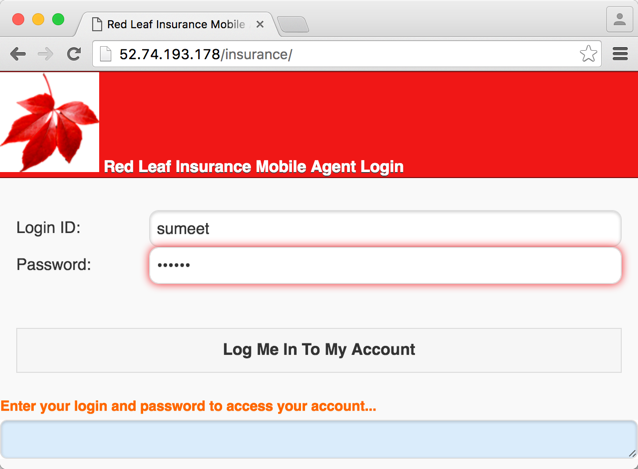 Red Leaf Insurance Mobile
52.74.193.178/insurance/
Red Leaf Insurance Mobile Agent Login
Login ID:
sumeet
Password:
••••••
Log Me In To My Account
Enter your login and password to access your account...